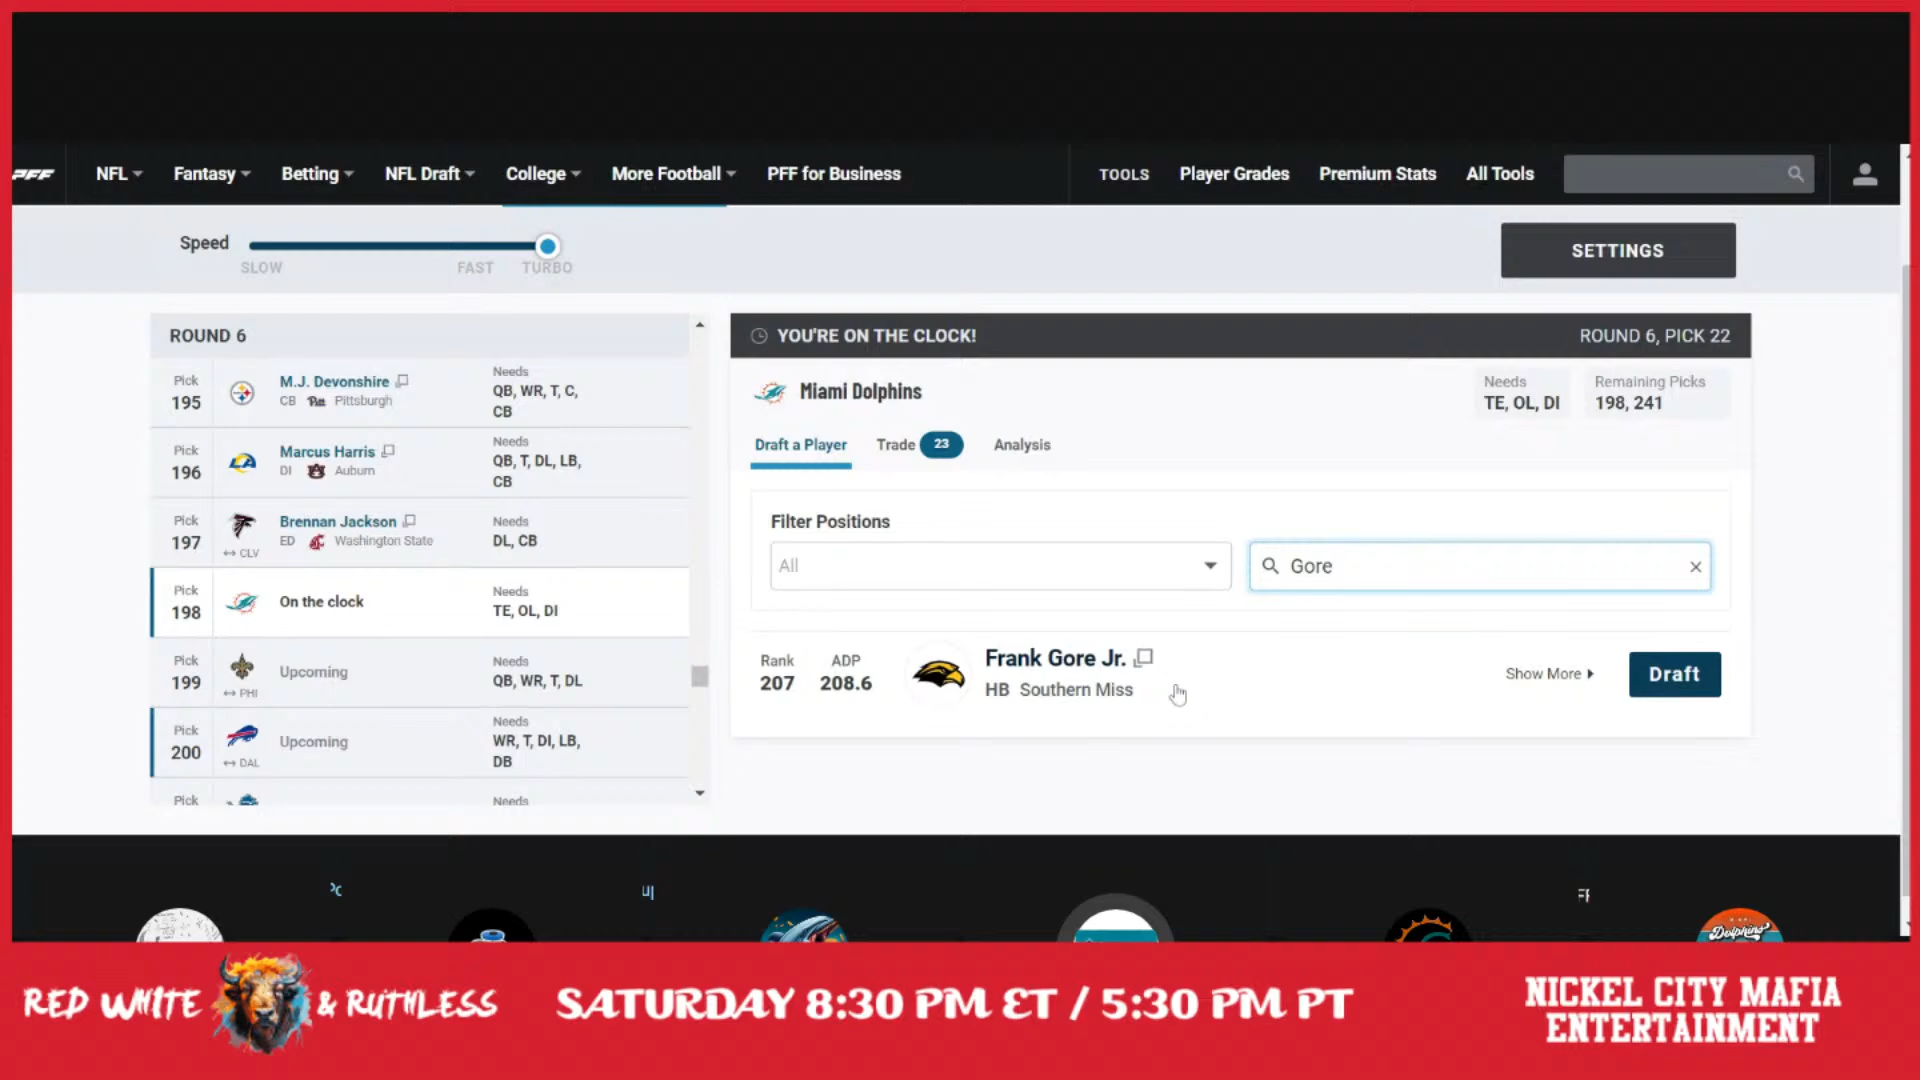 PFF
NFL
Fantasy
Betting
NFL Draft
College
More Football
PFF for Business
TOOLS
Player Grades
Premium Stats
All Tools
Speed
SLOW
FAST
TURBO
SETTINGS
ROUND 6
Pick
195
M.J. Devonshire
CB Pitt Pittsburgh
Needs
QB, WR, T, C,
CB
Pick
196
Marcus Harris
DI Auburn
Needs
QB, T, DL, LB,
CB
Pick
197
↔ CLV
Brennan Jackson
ED Washington State
Needs
DL, CB
Pick
198
On the clock
Needs
TE, OL, DI
Pick
199
↔ PHI
Upcoming
Needs
QB, WR, T, DL
Pick
200
↔ DAL
Upcoming
Needs
WR, T, DI, LB,
DB
Pick
Needs
YOU'RE ON THE CLOCK!
ROUND 6, PICK 22
Miami Dolphins
Needs
TE, OL, DI
Remaining Picks
198, 241
Draft a Player
Trade 23
Analysis
Filter Positions
All
Gore
Rank
207
ADP
208.6
Frank Gore Jr.
HB Southern Miss
Show More
Draft
Dolphins
RED WHITE & RUTHLESS
SATURDAY 8:30 PM ET / 5:30 PM PT
NICKEL CITY MAFIA
ENTERTAINMENT